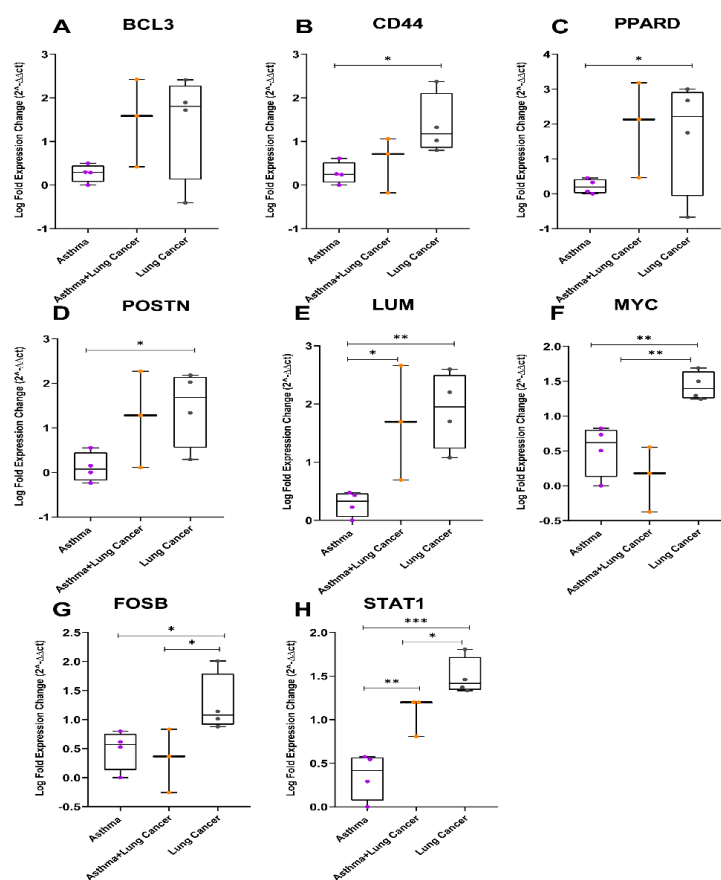 A BCL3
Log Fold Expression Change (2^-ΔΔct)
3
2
1
0
-1
Asthma
Asthma+Lung Cancer
Lung Cancer
B CD44
Log Fold Expression Change (2^-ΔΔct)
*
3
2
1
0
-1
Asthma
Asthma+Lung Cancer
Lung Cancer
C PPARD
Log Fold Expression Change (2^-ΔΔct)
*
4
3
2
1
0
-1
Asthma
Asthma+Lung Cancer
Lung Cancer
D POSTN
Log Fold Expression Change (2^-ΔΔct)
*
3
2
1
0
-1
Asthma
Asthma+Lung Cancer
Lung Cancer
E LUM
Log Fold Expression Change (2^-ΔΔct)
**
*
3
2
1
0
Asthma
Asthma+Lung Cancer
Lung Cancer
F MYC
Log Fold Expression Change (2^-ΔΔct)
**
**
2.0
1.5
1.0
0.5
0.0
-0.5
Asthma
Asthma+Lung Cancer
Lung Cancer
G FOSB
Log Fold Expression Change (2^-ΔΔct)
*
*
2.5
2.0
1.5
1.0
0.5
0.0
-0.5
Asthma
Asthma+Lung Cancer
Lung Cancer
H STAT1
Log Fold Expression Change (2^-ΔΔct)
***
*
**
2.0
1.5
1.0
0.5
0.0
Asthma
Asthma+Lung Cancer
Lung Cancer